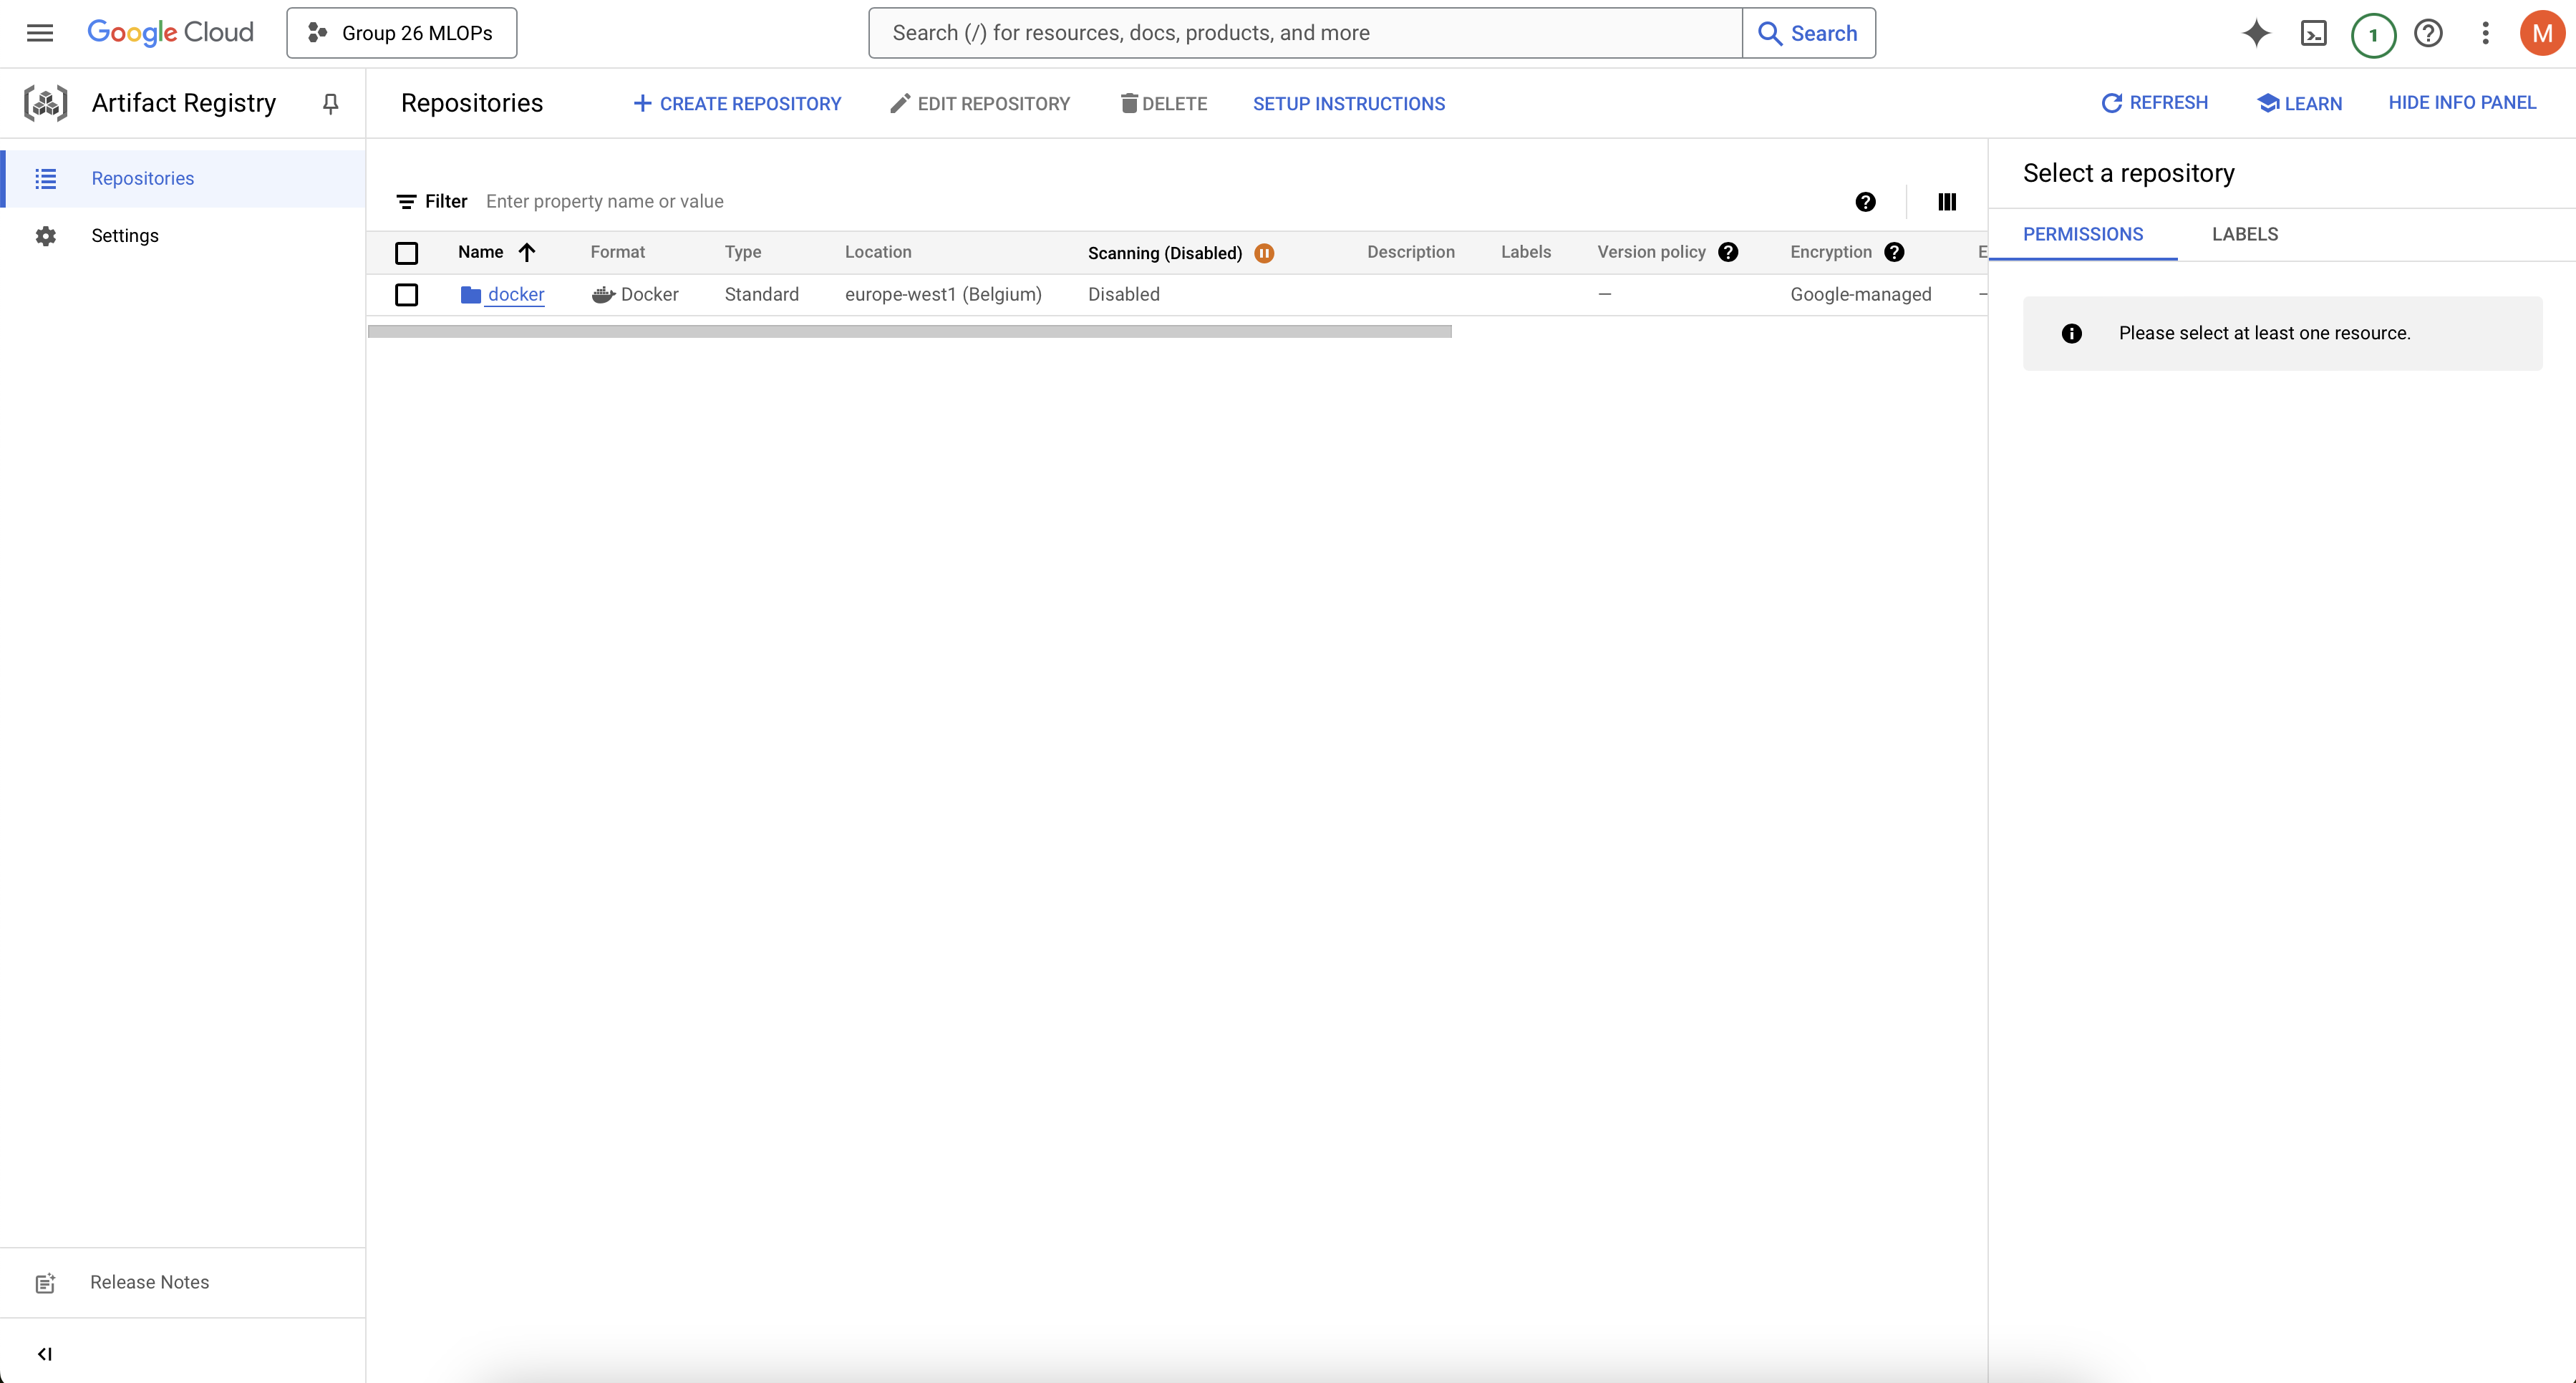 Google Cloud
Group 26 MLOPs
Search (/) for resources, docs, products, and more
Search
1
M
Artifact Registry
Repositories
CREATE REPOSITORY
EDIT REPOSITORY
DELETE
SETUP INSTRUCTIONS
REFRESH
LEARN
HIDE INFO PANEL
Repositories
Settings
Filter Enter property name or value
Name Format Type Location Scanning (Disabled) Description Labels Version policy Encryption E
docker Docker Standard europe-west1 (Belgium) Disabled — Google-managed —
Select a repository
PERMISSIONS LABELS
Please select at least one resource.
Release Notes